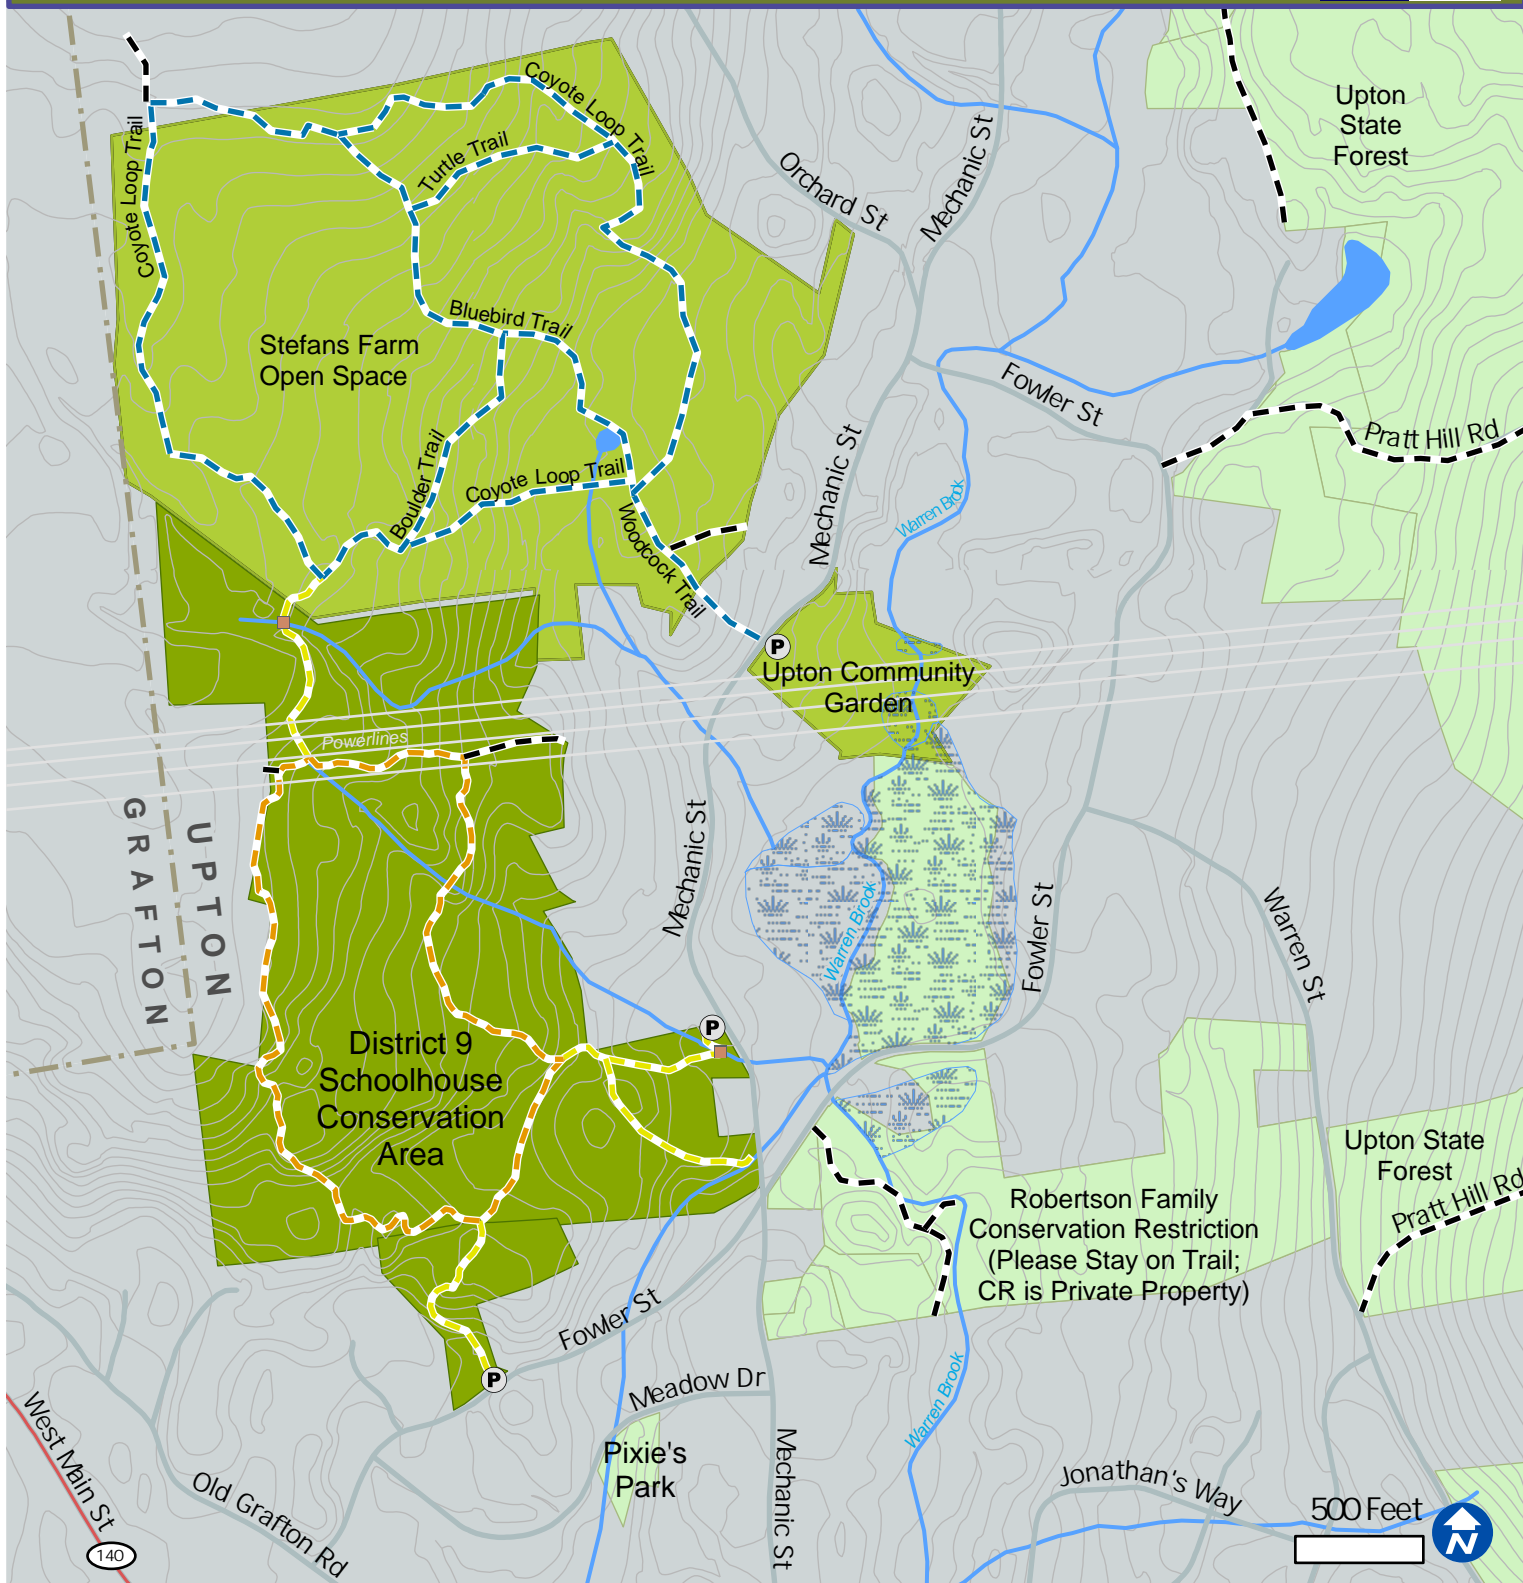 Coyote Loop Trail
Upton
State
Forest
Turtle Trail
Coyote Loop Trail
Orchard St
Mechanic St
Bluebird Trail
Stefans Farm
Open Space
Fowler St
Pratt Hill Rd
Boulder Trail
Coyote Loop Trail
Mechanic St
Warren Brook
Woodcock Trail
P
Upton Community
Garden
Powerlines
GRAFTON
UPTON
Mechanic St
Warren Brook
Fowler St
Warren St
P
District 9
Schoolhouse
Conservation
Area
Upton State
Forest
Pratt Hill Rd
Robertson Family
Conservation Restriction
(Please Stay on Trail;
CR is Private Property)
Fowler St
P
Meadow Dr
Warren Brook
Pixie's
Park
Mechanic St
West Main St
Old Grafton Rd
Jonathan's Way
140
500 Feet
N